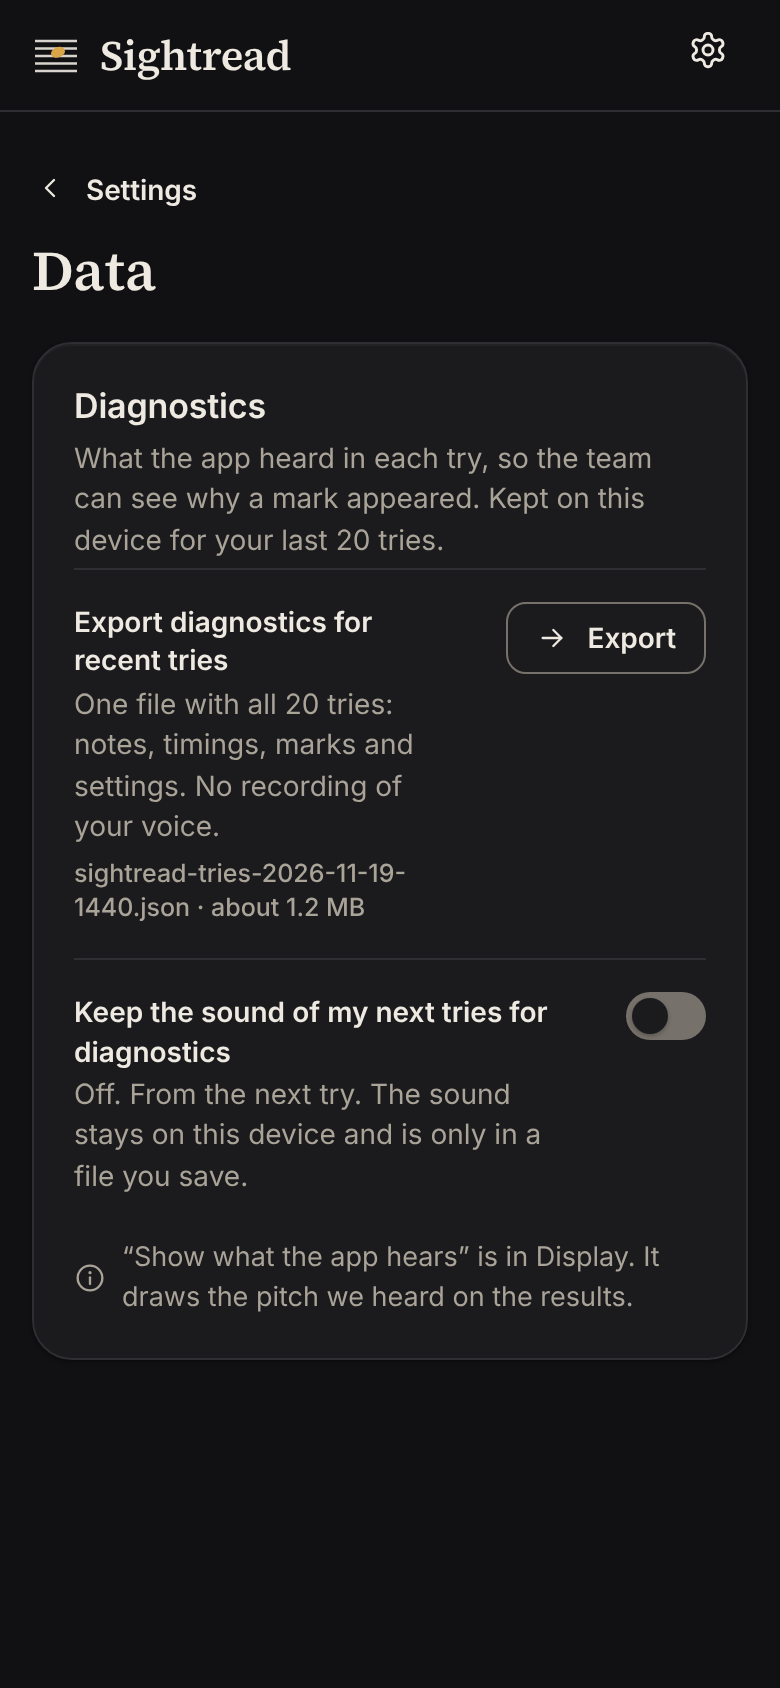 Sightread
Settings
Data
Diagnostics
What the app heard in each try, so the team
can see why a mark appeared. Kept on this
device for your last 20 tries.
Export diagnostics for
recent tries
Export
One file with all 20 tries:
notes, timings, marks and
settings. No recording of
your voice.
sightread-tries-2026-11-19-
1440.json · about 1.2 MB
Keep the sound of my next tries for
diagnostics
Off. From the next try. The sound
stays on this device and is only in a
file you save.
“Show what the app hears” is in Display. It
draws the pitch we heard on the results.